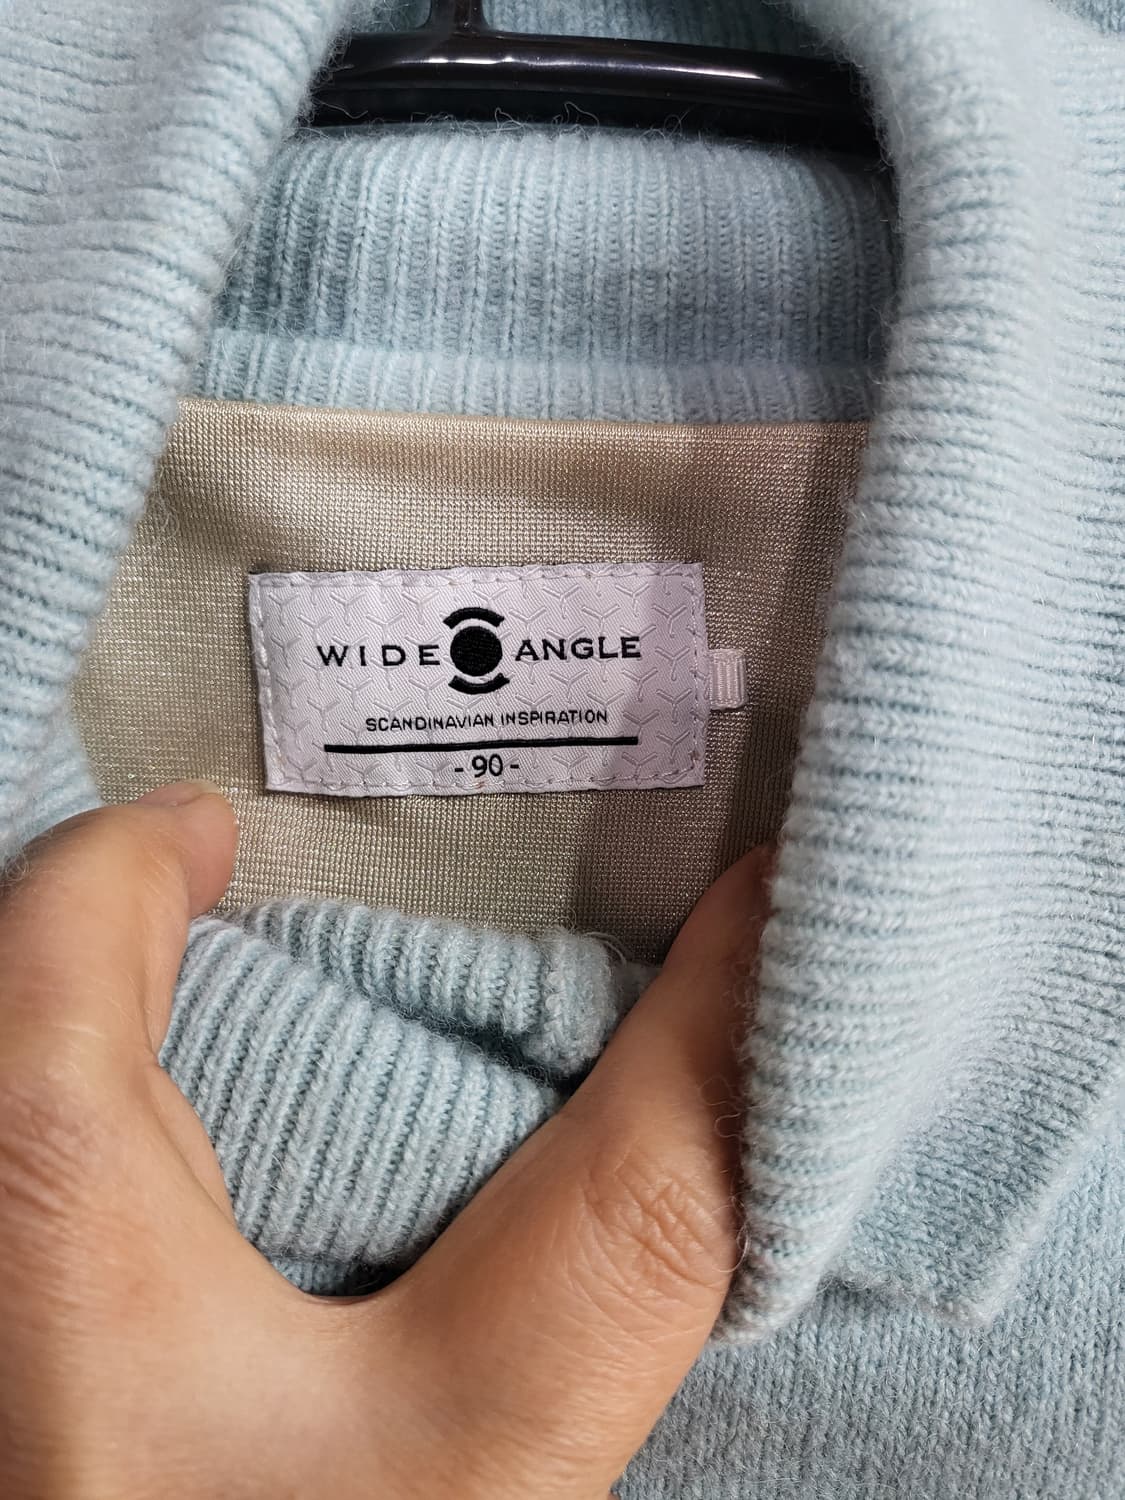 WIDE ANGLE
SCANDINAVIAN INSPIRATION
- 90 -